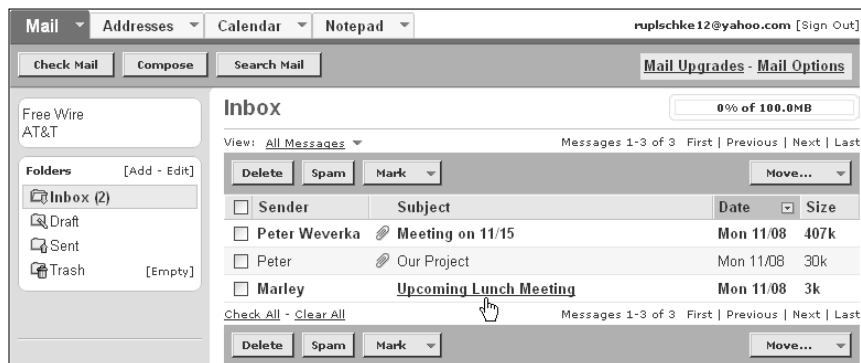 Mail Addresses Calendar Notepad ruplschke12@yahoo.com [Sign Out]
Check Mail Compose Search Mail Mail Upgrades - Mail Options
Free Wire
AT&T
Folders [Add - Edit]
Inbox (2)
Draft
Sent
Trash [Empty]
Inbox 0% of 100.0MB
View: All Messages Messages 1-3 of 3 First | Previous | Next | Last
Delete Spam Mark Move...
Sender Subject Date Size
Peter Weverka Meeting on 11/15 Mon 11/08 407k
Peter Our Project Mon 11/08 30k
Marley Upcoming Lunch Meeting Mon 11/08 3k
Check All - Clear All Messages 1-3 of 3 First | Previous | Next | Last
Delete Spam Mark Move...